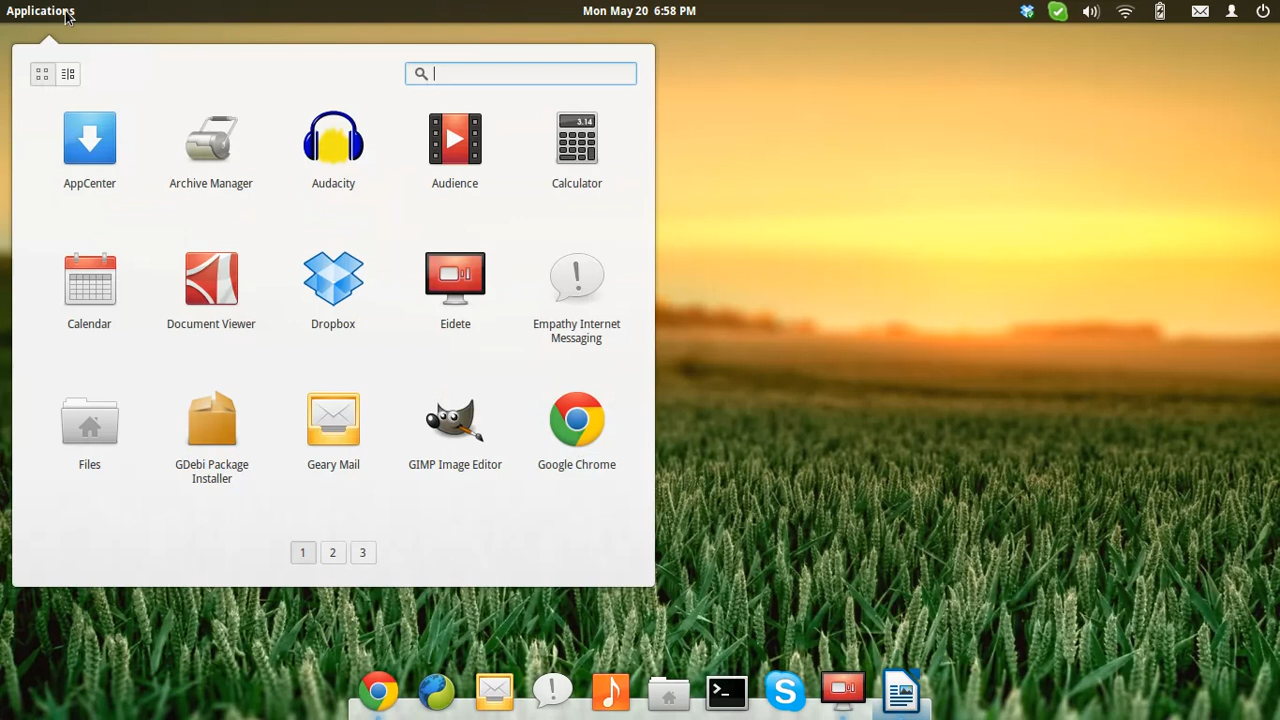 Applications
Mon May 20 6:58 PM
AppCenter
Archive Manager
Audacity
Audience
3.14
Calculator
Calendar
Document Viewer
Dropbox
Eidete
Empathy Internet
Messaging
Files
GDebi Package
Installer
Geary Mail
GIMP Image Editor
Google Chrome
1
2
3